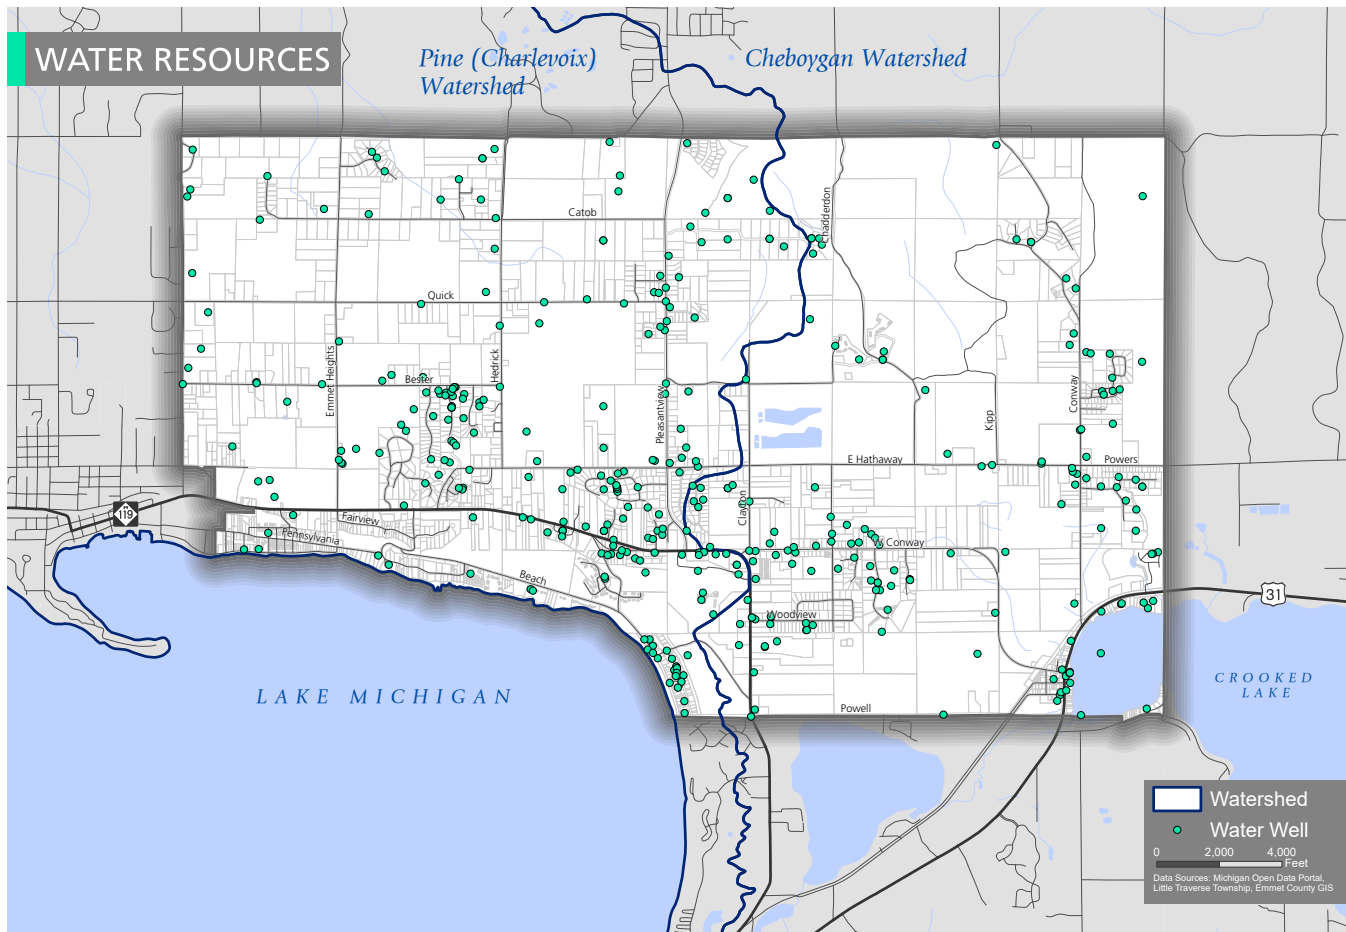 WATER RESOURCES
Pine (Charlevoix)
Watershed
Cheboygan Watershed
Chadderdon
Catob
Quick
Emmet Heights
Hedrick
Bester
Pleasantview
Conway
Kipp
E Hathaway
Powers
Clayton
119
Fairview
Pennsylvania
W Conway
Beach
Woodview
31
LAKE MICHIGAN
CROOKED
LAKE
Powell
Watershed
Water Well
0 2,000 4,000
Feet
Data Sources: Michigan Open Data Portal,
Little Traverse Township, Emmet County GIS